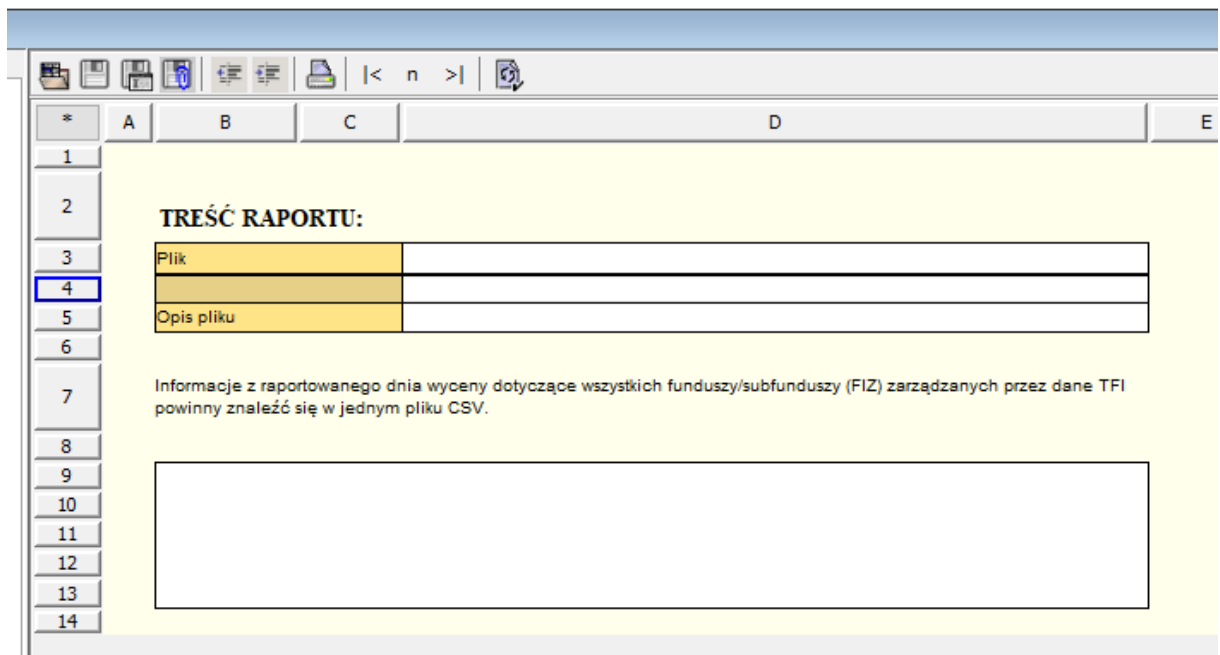 |< n >|
* A B C D E
1
2 TREŚĆ RAPORTU:
3 Plik
4
5 Opis pliku
6
7 Informacje z raportowanego dnia wyceny dotyczące wszystkich funduszy/subfunduszy (FIZ) zarządzanych przez dane TFI
powinny znaleźć się w jednym pliku CSV.
8
9
10
11
12
13
14